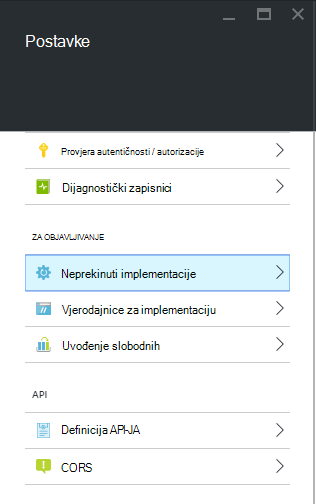 Postavke
Provjera autentičnosti / autorizacije
Dijagnostički zapisnici
ZA OBJAVLJIVANJE
Neprekinuti implementacije
Vjerodajnice za implementaciju
Uvođenje slobodnih
API
Definicija API-JA
CORS